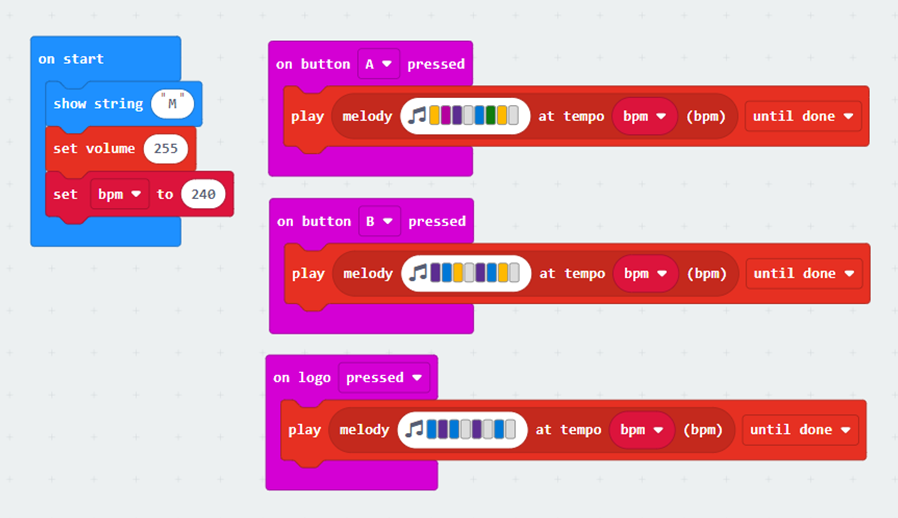 on start
show string "M"
set volume 255
set bpm to 240
on button A pressed
play melody at tempo bpm (bpm) until done
on button B pressed
play melody at tempo bpm (bpm) until done
on logo pressed
play melody at tempo bpm (bpm) until done